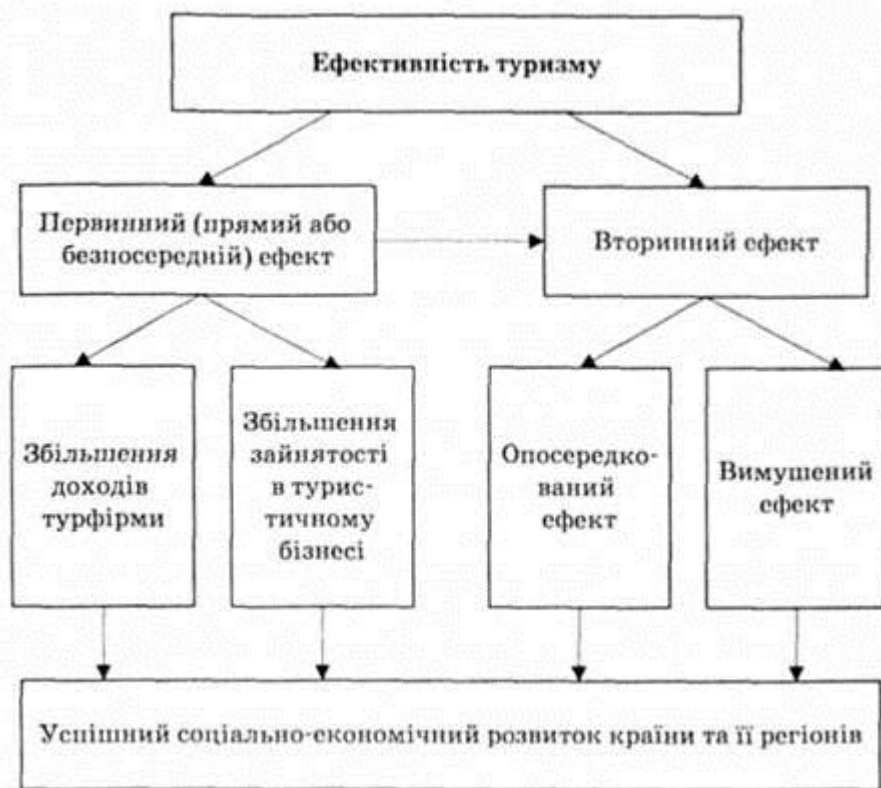 Ефективність туризму
Первинний (прямий або
безпосередній) ефект
Вторинний ефект
Збільшення
доходів
турфірми
Збільшення
зайнятості
в турис-
тичному
бізнесі
Опосередко-
ваний
ефект
Вимушений
ефект
Успішний соціально-економічний розвиток країни та її регіонів